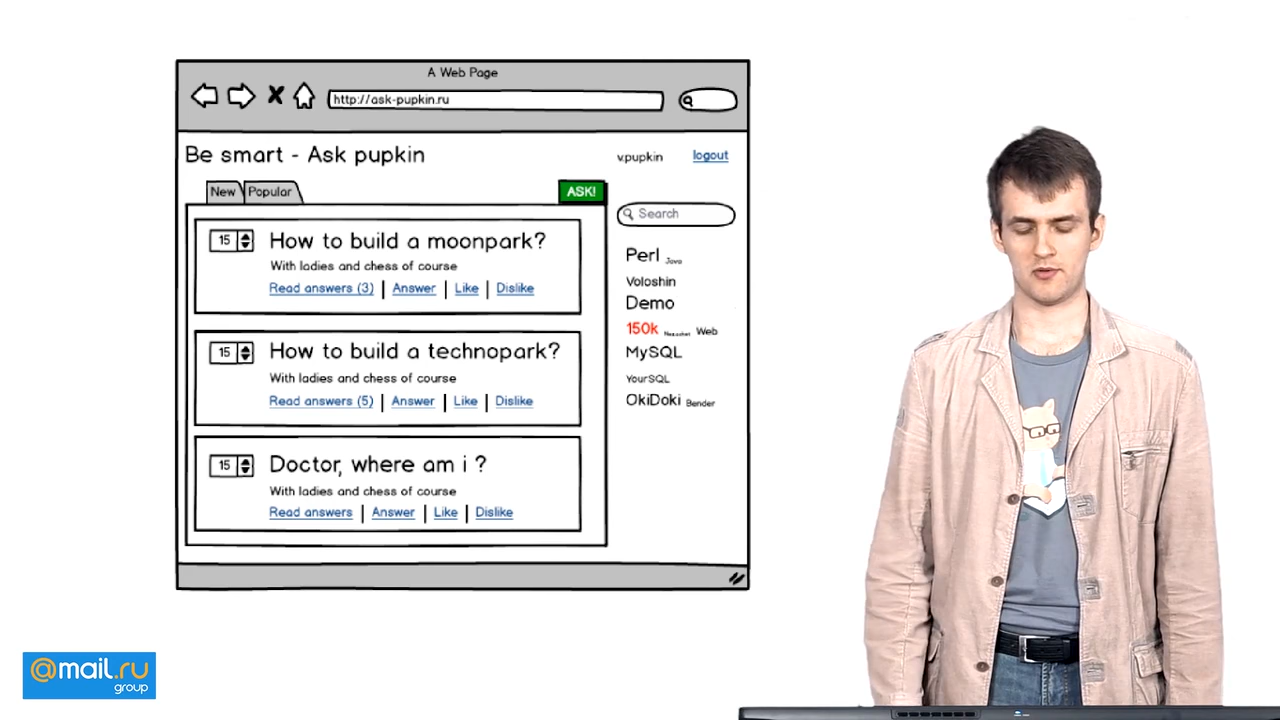 A Web Page
http://ask-pupkin.ru
Be smart - Ask pupkin
v.pupkin logout
New Popular
ASK!
Search
15 How to build a moonpark?
With ladies and chess of course
Read answers (3) | Answer | Like | Dislike
15 How to build a technopark?
With ladies and chess of course
Read answers (5) | Answer | Like | Dislike
15 Doctor, where am i ?
With ladies and chess of course
Read answers | Answer | Like | Dislike
Perl Java
Voloshin
Demo
150k Web
MySQL
YourSQL
OkiDoki Bender
@mail.ru
group